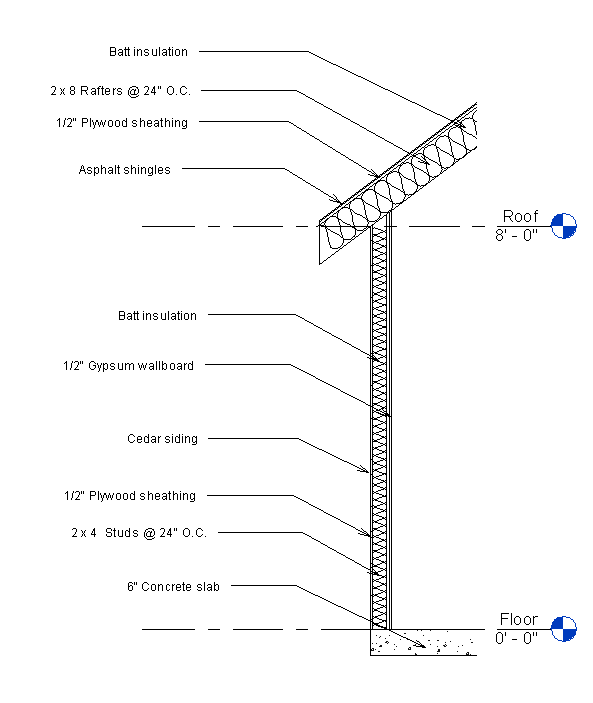 Batt insulation
2 x 8 Rafters @ 24" O.C.
1/2" Plywood sheathing
Asphalt shingles
Roof
8' - 0"
Batt insulation
1/2" Gypsum wallboard
Cedar siding
1/2" Plywood sheathing
2 x 4 Studs @ 24" O.C.
6" Concrete slab
Floor
0' - 0"